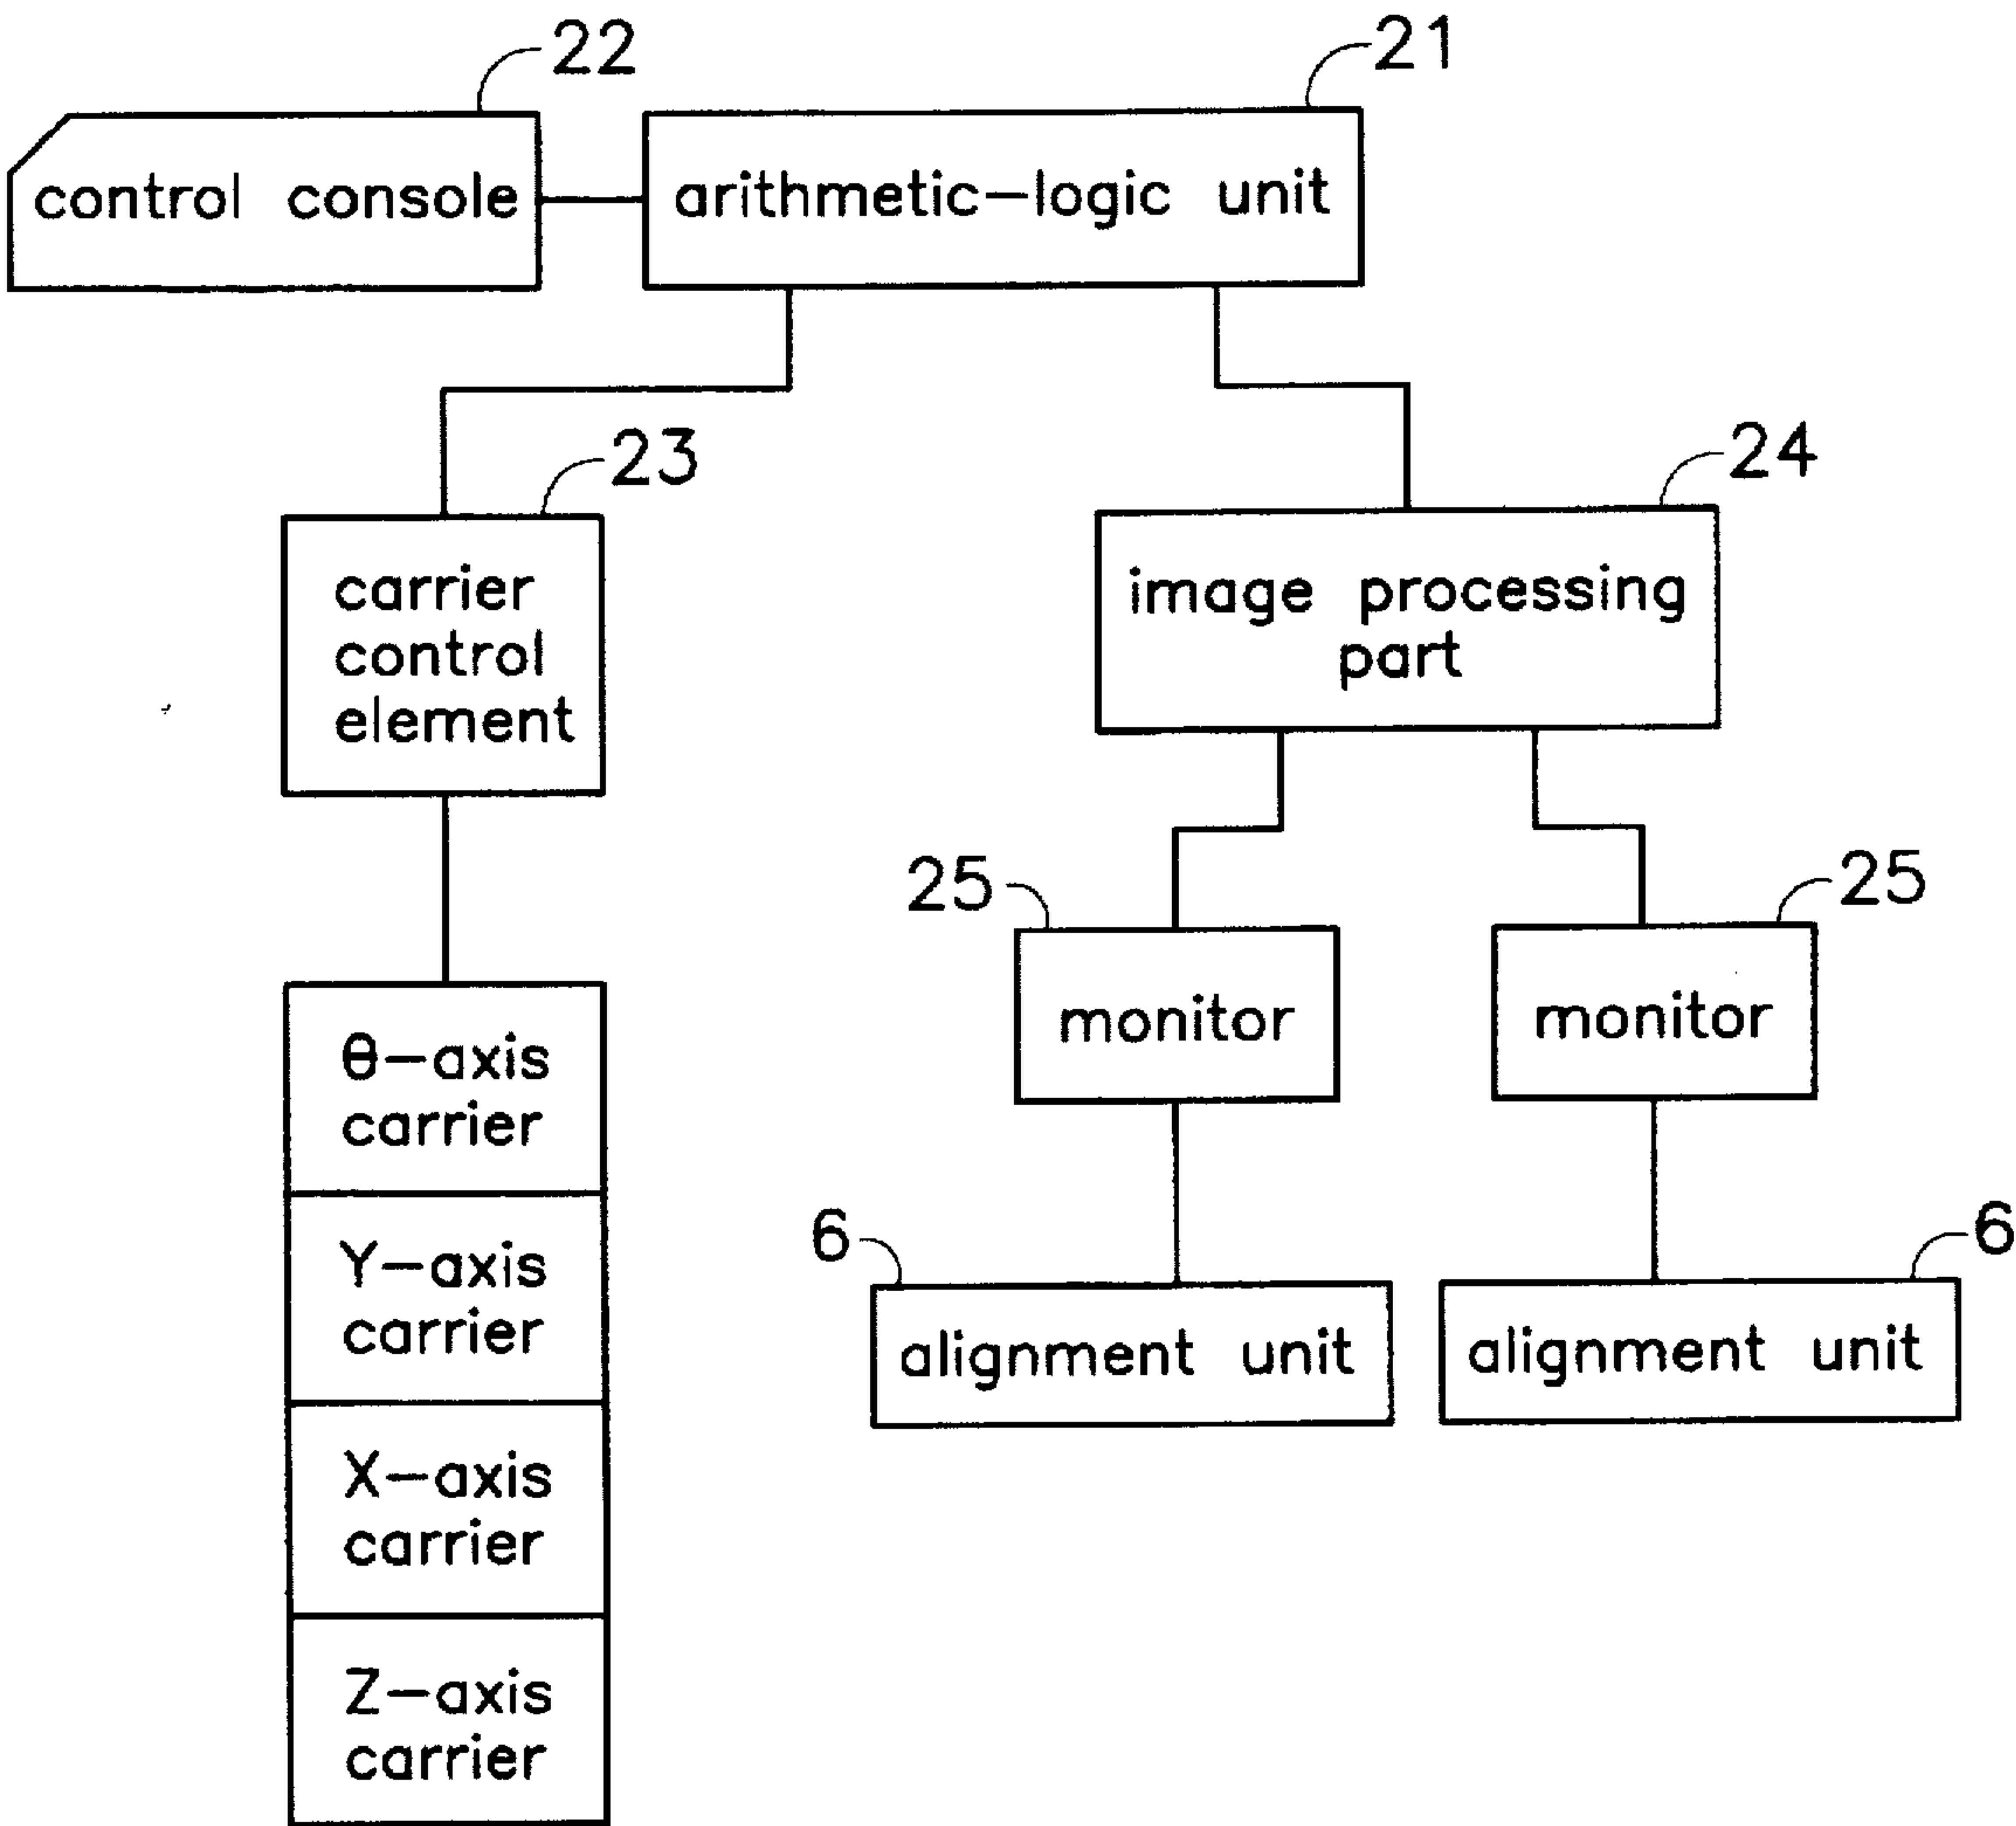 22
21
control console
arithmetic-logic unit
23
24
carrier
control
element
image processing
part
25
25
monitor
monitor
θ-axis
carrier
6
6
Y-axis
carrier
alignment unit
alignment unit
X-axis
carrier
Z-axis
carrier